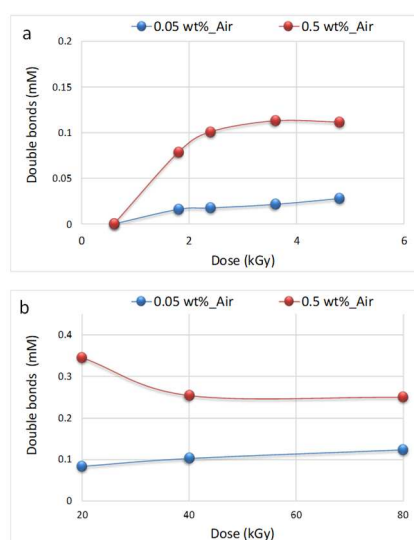 a
0.05 wt%_Air 0.5 wt%_Air
0.2
0.15
0.1
0.05
0
0 2 4 6
Double bonds (mM)
Dose (kGy)
b
0.05 wt%_Air 0.5 wt%_Air
0.4
0.3
0.2
0.1
0
20 40 60 80
Double bonds (mM)
Dose (kGy)